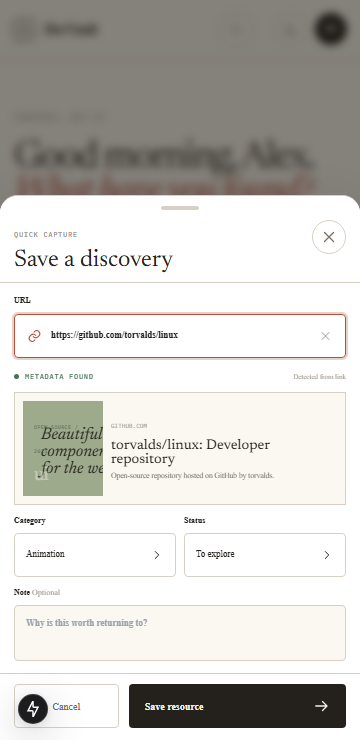 Good morning, Alex.
What have you found?
QUICK CAPTURE
Save a discovery
URL
https://github.com/torvalds/linux
METADATA FOUND
Detected from link
OPEN SOURCE /
Beautiful
componen
for the we
ui
GITHUB.COM
torvalds/linux: Developer
repository
Open-source repository hosted on GitHub by torvalds.
Category
Status
Animation
To explore
Note Optional
Why is this worth returning to?
Cancel
Save resource